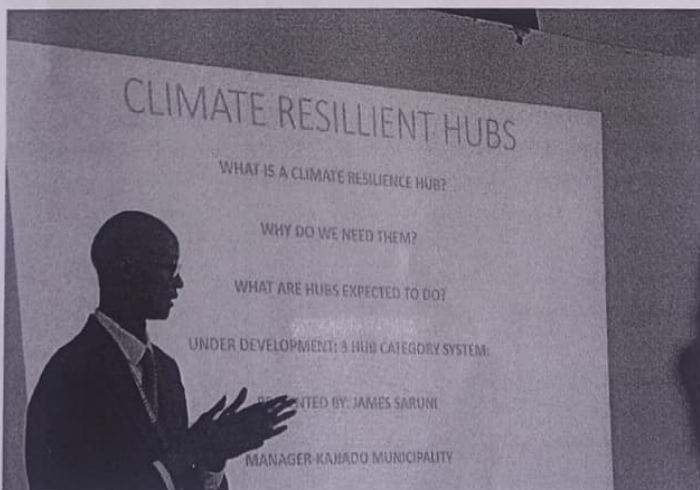 CLIMATE RESILLIENT HUBS
WHAT IS A CLIMATE RESILIENCE HUB?
WHY DO WE NEED THEM?
WHAT ARE HUBS EXPECTED TO DO?
UNDER DEVELOPMENT: 3 HUB CATEGORY SYSTEM:
BY: JAMES SARUNI
MANAGER-KAJIADO MUNICIPALITY